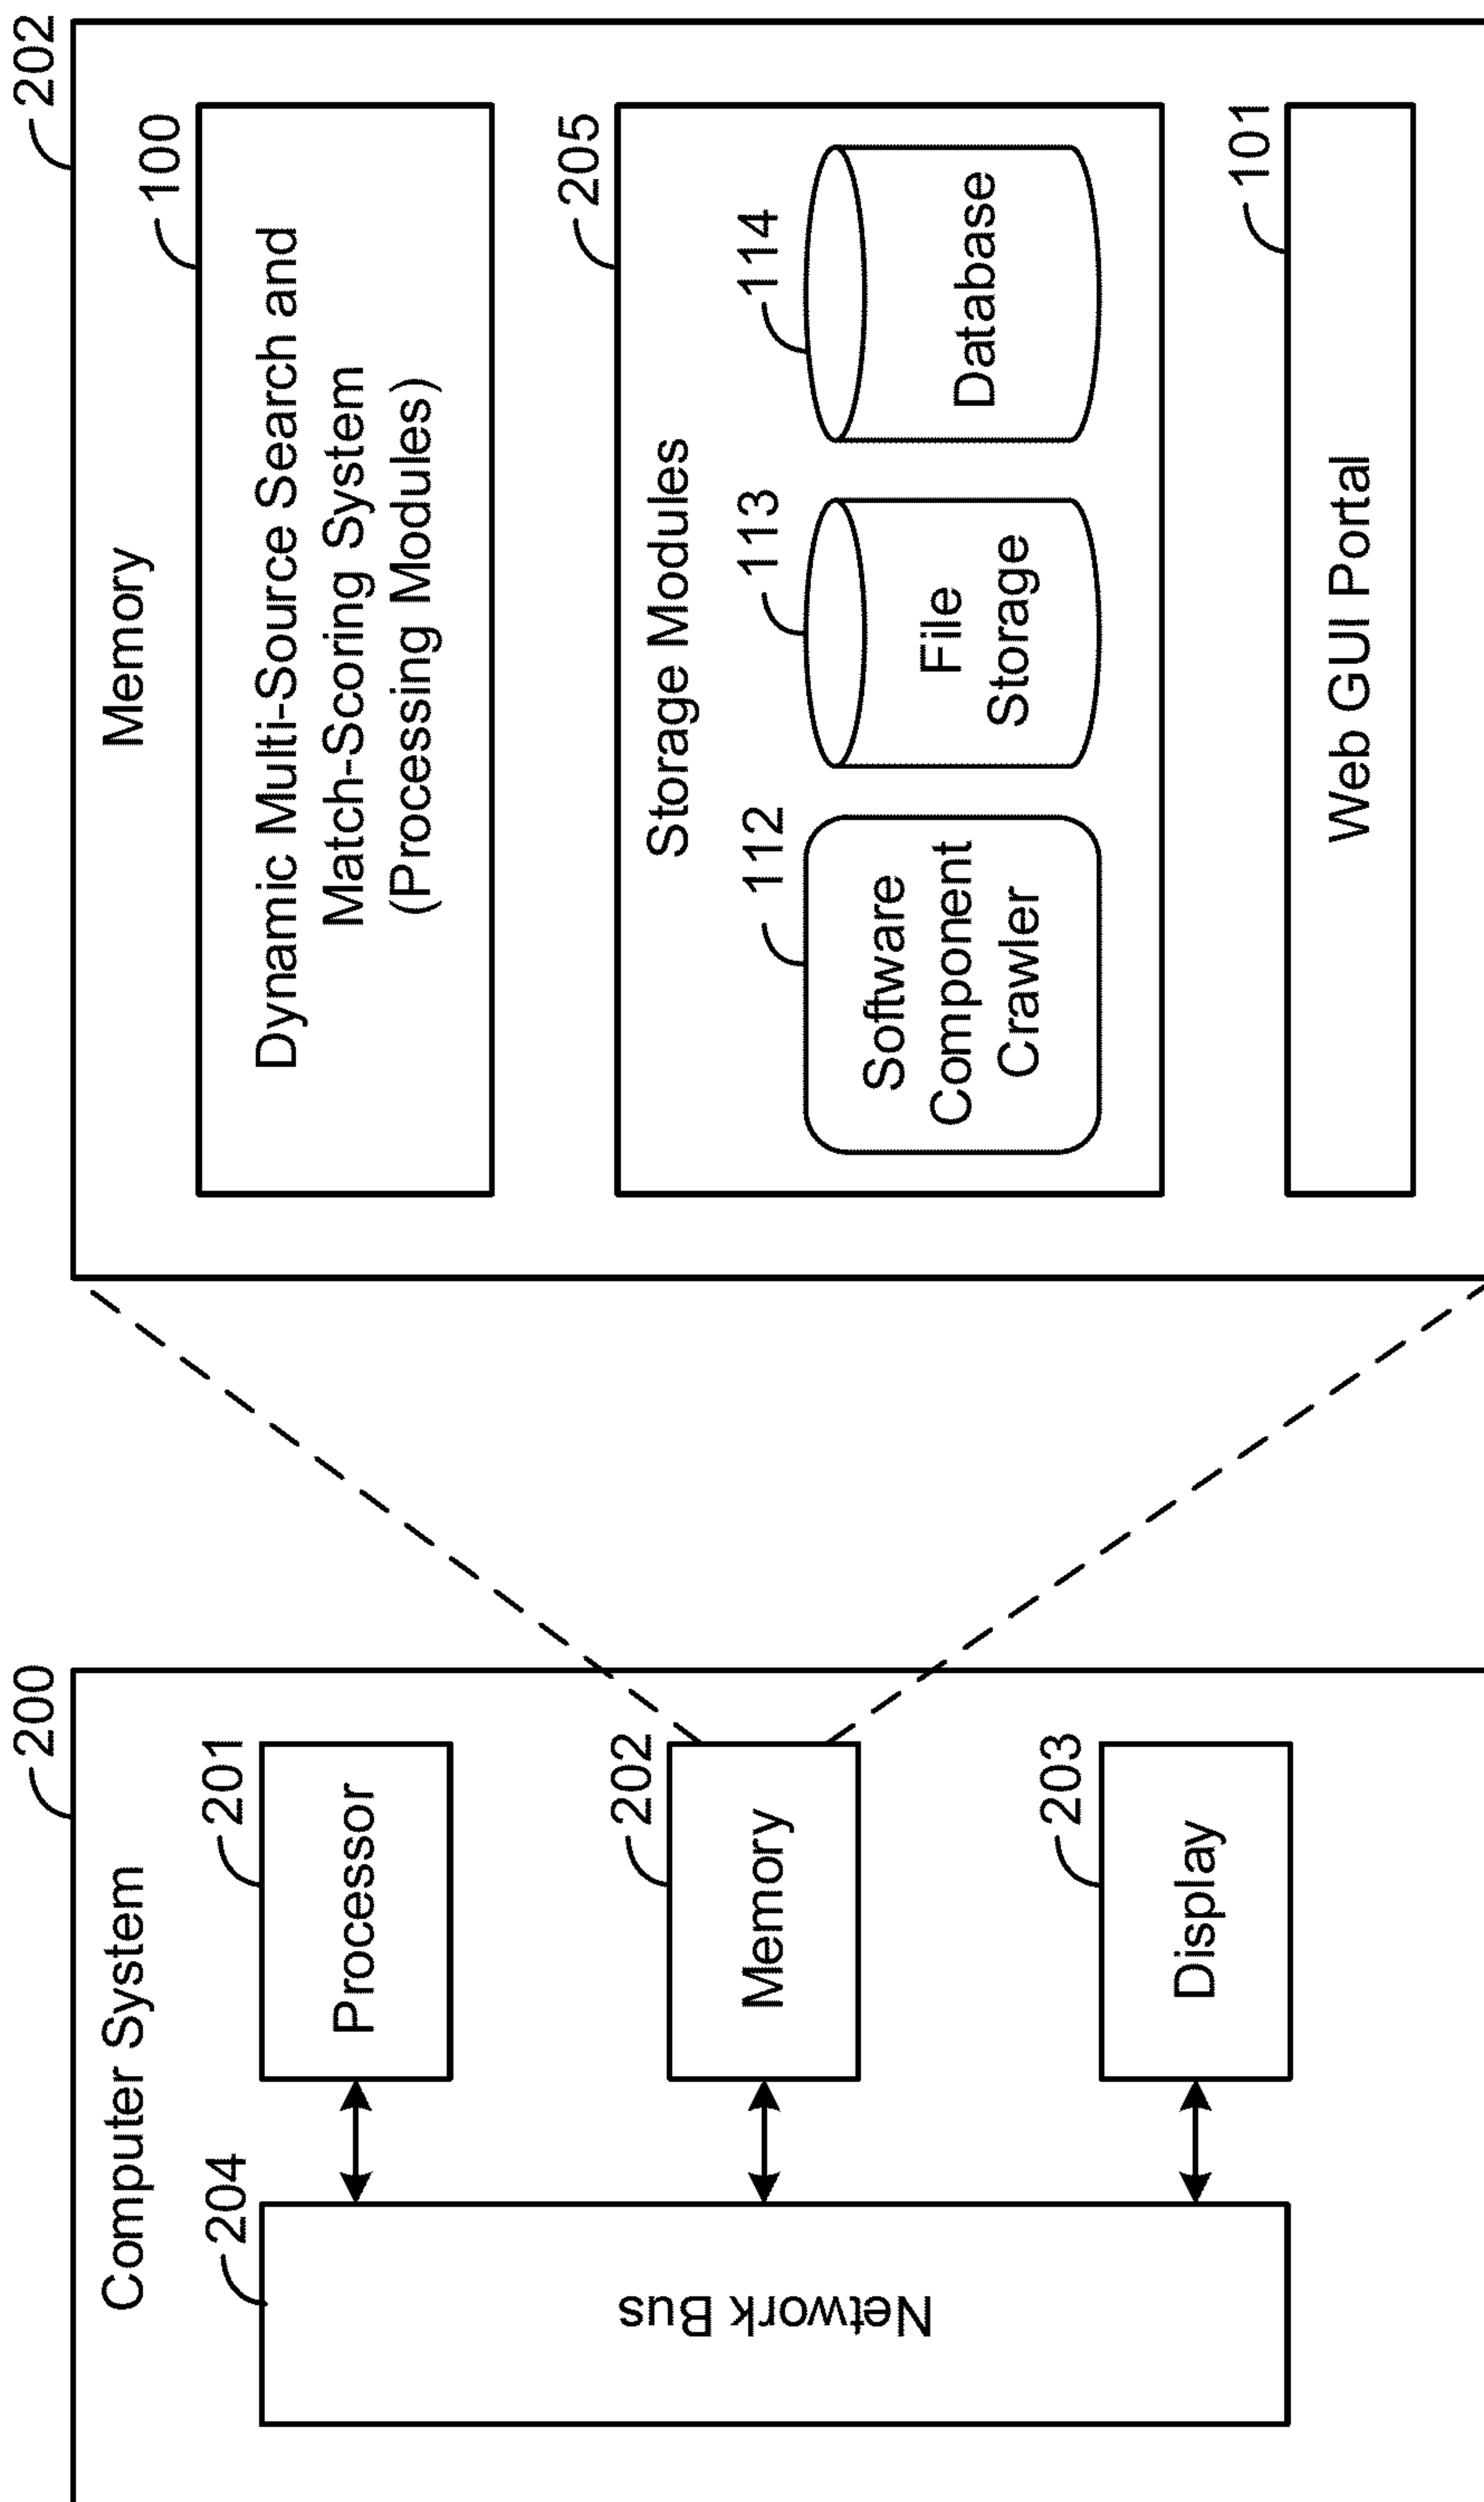 200
Computer System
204
Network Bus
201
Processor
202
Memory
203
Display
202
Memory
100
Dynamic Multi-Source Search and
Match-Scoring System
(Processing Modules)
205
Storage Modules
112
Software
Component
Crawler
113
File
Storage
114
Database
101
Web GUI Portal